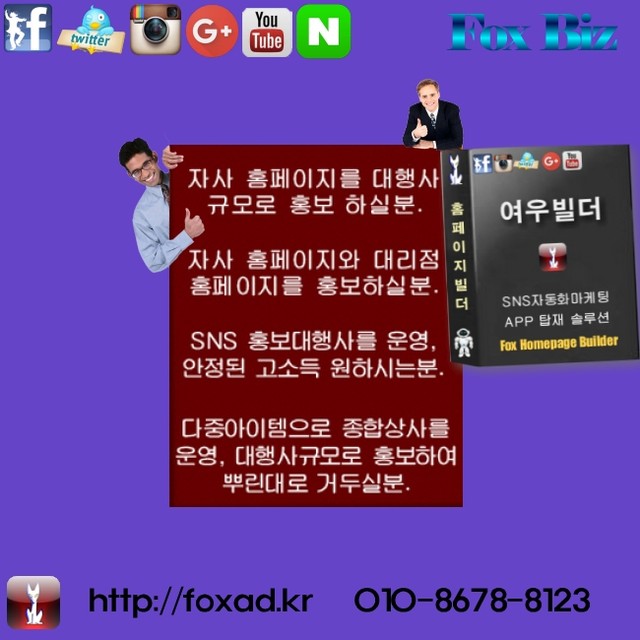 f
twitter
G+
You
Tube
N
Fox Biz
자사 홈페이지를 대행사
규모로 홍보 하실분.
자사 홈페이지와 대리점
홈페이지를 홍보하실분.
SNS 홍보대행사를 운영,
안정된 고소득 원하시는분.
다중아이템으로 종합상사를
운영, 대행사규모로 홍보하여
뿌린대로 거두실분.
홈페이지빌더
f
G+
You
Tube
여우빌더
SNS자동화마케팅
APP 탑재 솔루션
Fox Homepage Builder
http://foxad.kr 010-8678-8123